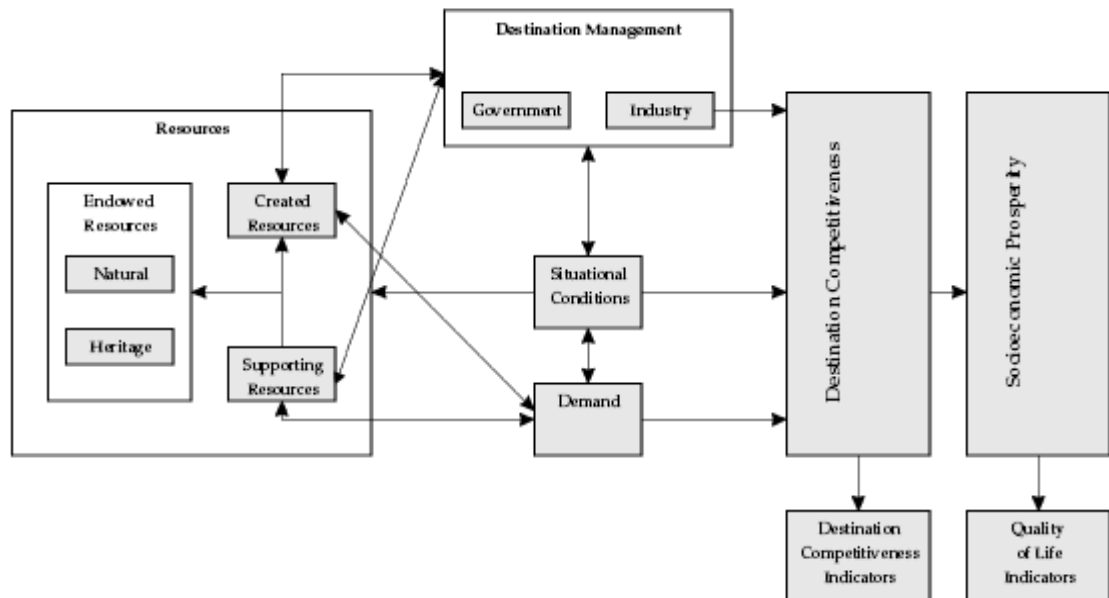 Destination Management
Government
Industry
Resources
Endowed
Resources
Natural
Heritage
Created
Resources
Supporting
Resources
Situational
Conditions
Demand
Destination Competitiveness
Socioeconomic Prosperity
Destination
Competitiveness
Indicators
Quality
of Life
Indicators